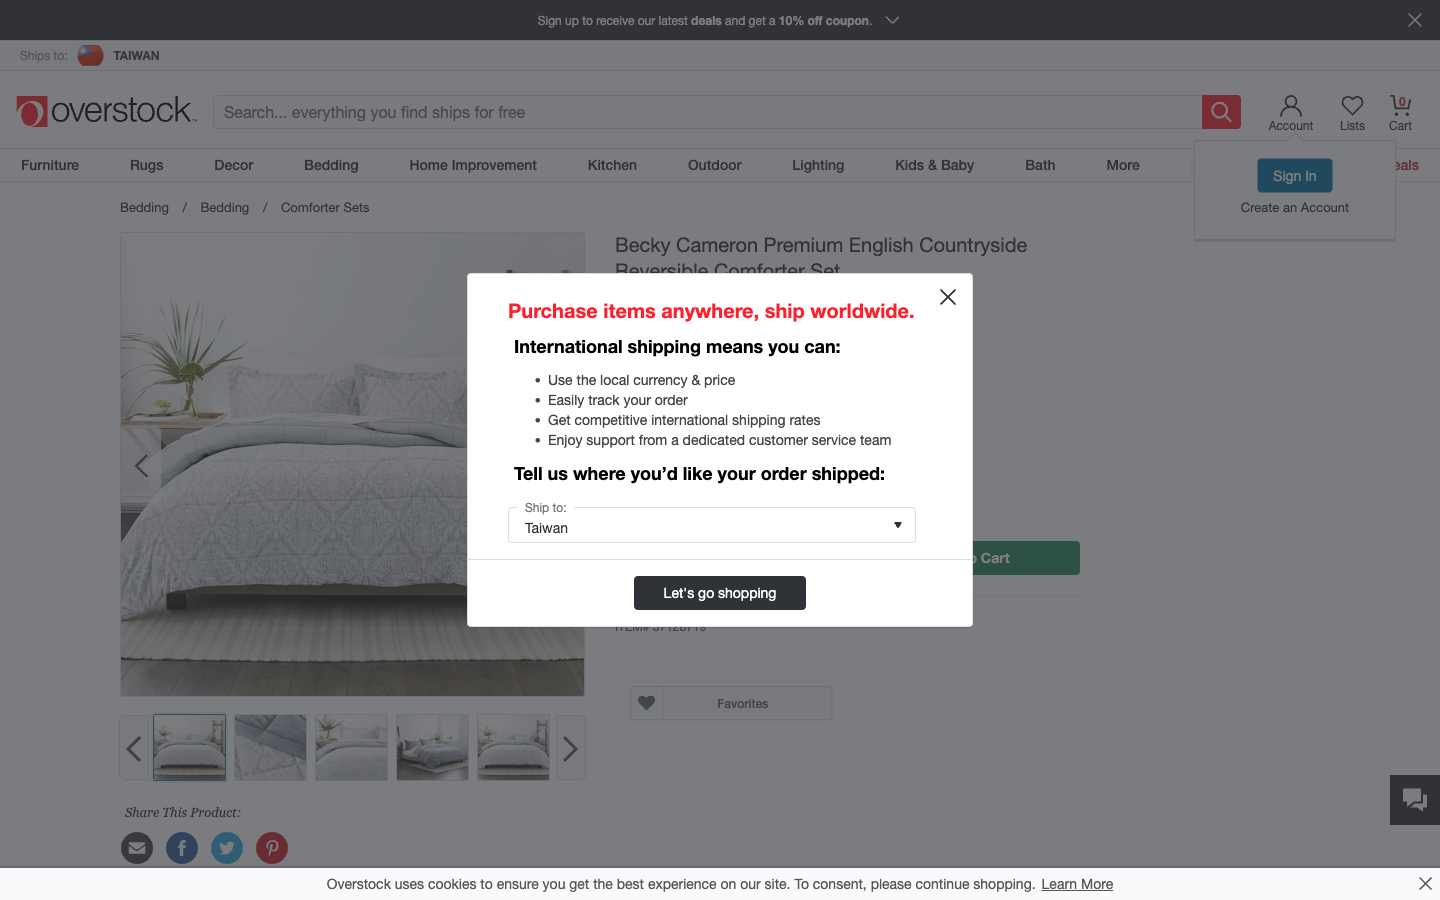 Sign up to receive our latest deals and get a 10% off coupon.
Ships to: TAIWAN
overstock
Search... everything you find ships for free
Account
Lists
0
Cart
Furniture
Rugs
Decor
Bedding
Home Improvement
Kitchen
Outdoor
Lighting
Kids & Baby
Bath
More
Sign In
Create an Account
Bedding / Bedding / Comforter Sets
Becky Cameron Premium English Countryside
Reversible Comforter Set
Purchase items anywhere, ship worldwide.
International shipping means you can:
• Use the local currency & price
• Easily track your order
• Get competitive international shipping rates
• Enjoy support from a dedicated customer service team
Tell us where you’d like your order shipped:
Ship to:
Taiwan
Cart
Let's go shopping
Favorites
Share This Product:
Overstock uses cookies to ensure you get the best experience on our site. To consent, please continue shopping. Learn More